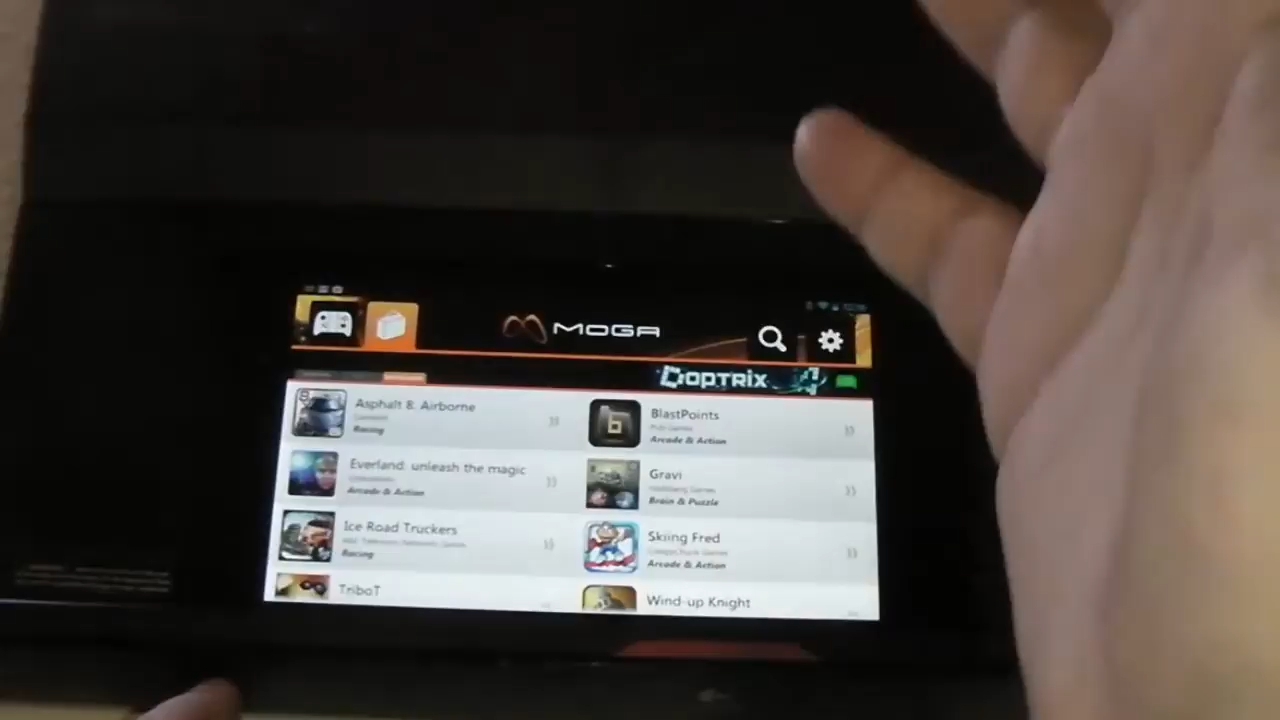 MOGA
OPTRIX
Asphalt 8: Airborne
Racing
BlastPoints
Arcade & Action
Everland: unleash the magic
Arcade & Action
Gravi
Brain & Puzzle
Ice Road Truckers
Racing
Skiing Fred
Arcade & Action
TriboT
Wind-up Knight